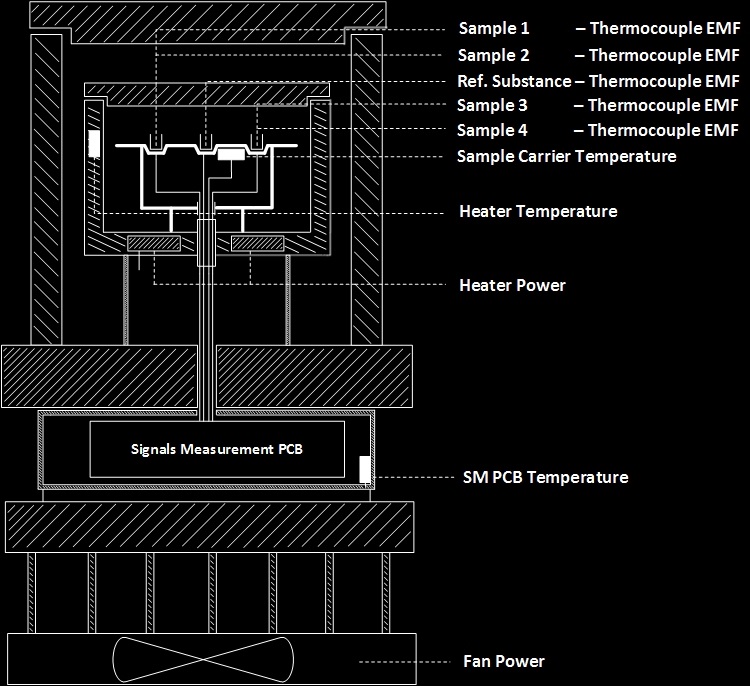 Sample 1 – Thermocouple EMF
Sample 2 – Thermocouple EMF
Ref. Substance – Thermocouple EMF
Sample 3 – Thermocouple EMF
Sample 4 – Thermocouple EMF
Sample Carrier Temperature
Heater Temperature
Heater Power
Signals Measurement PCB
SM PCB Temperature
Fan Power